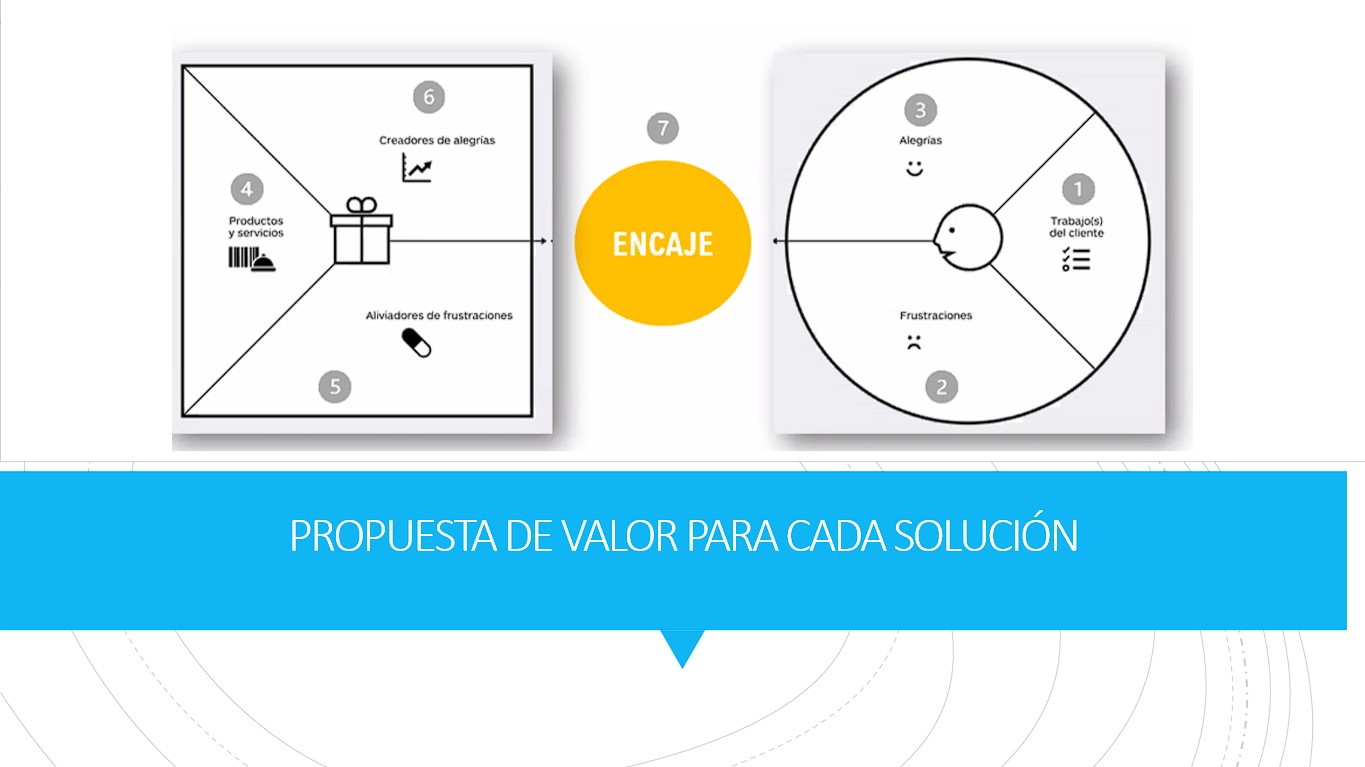 6
Creadores de alegrías
4
Productos
y servicios
Aliviadores de frustraciones
5
7
ENCAJE
3
Alegrías
1
Trabajo(s)
del cliente
Frustraciones
2
PROPUESTA DE VALOR PARA CADA SOLUCIÓN